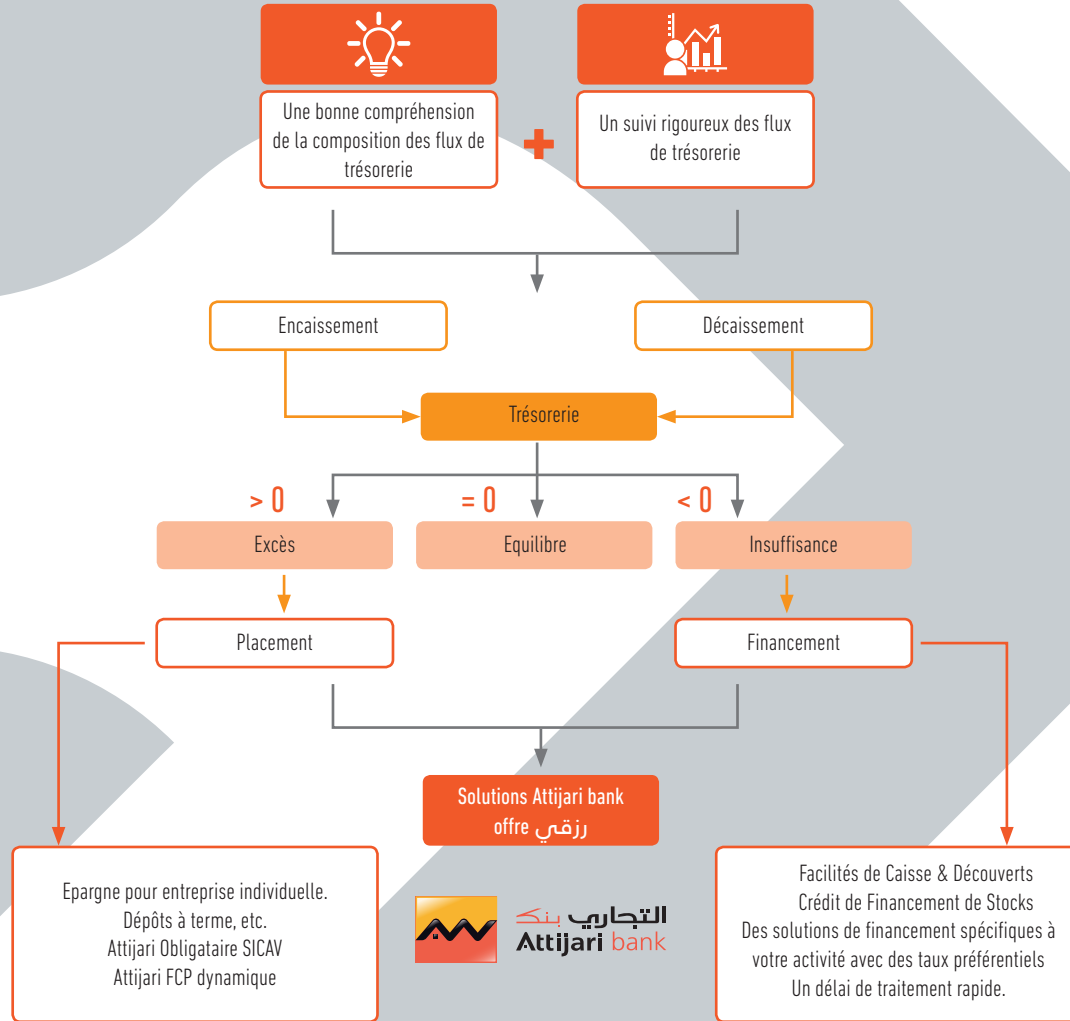 Une bonne compréhension
de la composition des flux de
trésorerie
Un suivi rigoureux des flux
de trésorerie
Encaissement
Décaissement
Trésorerie
> 0
= 0
< 0
Excès
Equilibre
Insuffisance
Placement
Financement
Solutions Attijari bank
offre رزقي
Epargne pour entreprise individuelle.
Dépôts à terme, etc.
Attijari Obligataire SICAV
Attijari FCP dynamique
التجاري بنك
Attijari bank
Facilités de Caisse & Découverts
Crédit de Financement de Stocks
Des solutions de financement spécifiques à
votre activité avec des taux préférentiels
Un délai de traitement rapide.